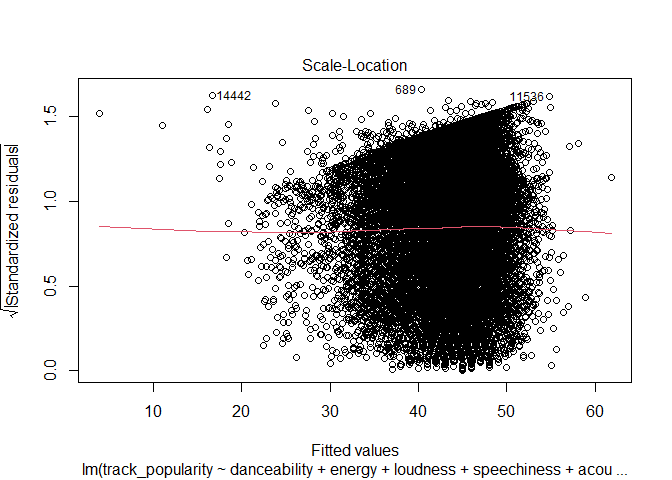 Scale-Location
√|Standardized residuals|
1.5
1.0
0.5
0.0
14442
689
11536
10 20 30 40 50 60
Fitted values
lm(track_popularity ~ danceability + energy + loudness + speechiness + acou ...